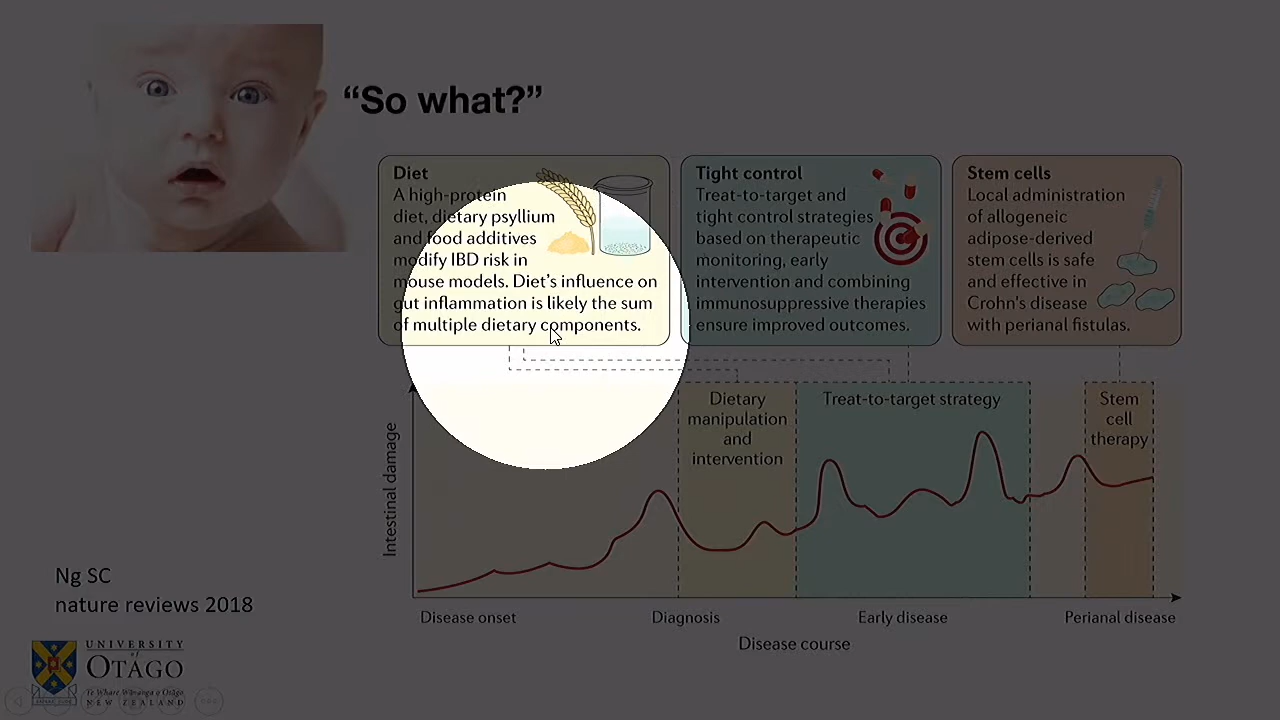 “So what?”
Diet
A high-protein
diet, dietary psyllium
and food additives
modify IBD risk in
mouse models. Diet’s influence on
gut inflammation is likely the sum
of multiple dietary components.
Tight control
Treat-to-target and
tight control strategies
based on therapeutic
monitoring, early
intervention and combining
immunosuppressive therapies
ensure improved outcomes.
Stem cells
Local administration
of allogeneic
adipose-derived
stem cells is safe
and effective in
Crohn's disease
with perianal fistulas.
Intestinal damage
Dietary
manipulation
and
intervention
Treat-to-target strategy
Stem
cell
therapy
Disease onset
Diagnosis
Early disease
Perianal disease
Disease course
Ng SC
nature reviews 2018
UNIVERSITY
of
OTAGO
Te Whare Wānanga o Otāgo
NEW ZEALAND